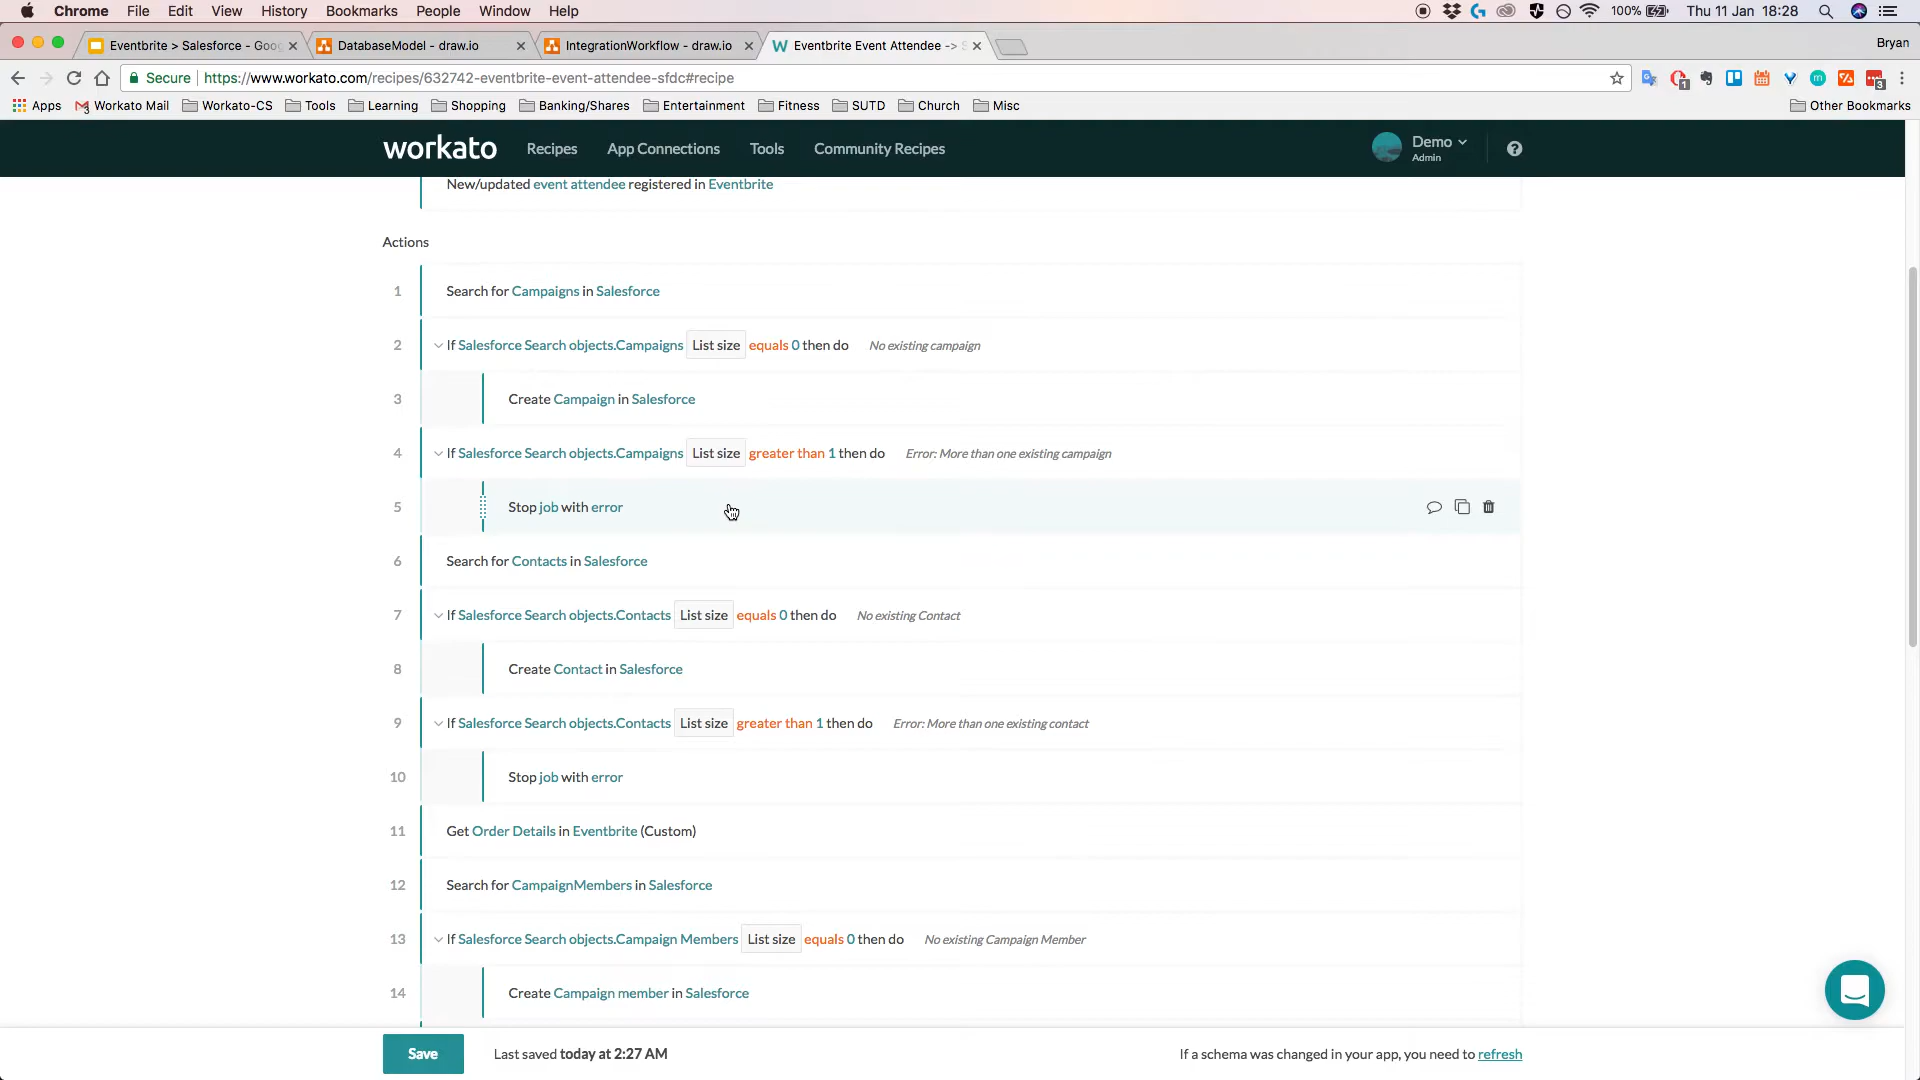 Chrome File Edit View History Bookmarks People Window Help 100% Thu 11 Jan 18:28
Eventbrite > Salesforce - Goo DatabaseModel - draw.io IntegrationWorkflow - draw.io Eventbrite Event Attendee -> S Bryan
Secure https://www.workato.com/recipes/632742-eventbrite-event-attendee-sfdc#recipe 1 3
Apps Workato Mail Workato-CS Tools Learning Shopping Banking/Shares Entertainment Fitness SUTD Church Misc Other Bookmarks
workato Recipes App Connections Tools Community Recipes Demo
Admin
New/updated event attendee registered in Eventbrite
Actions
1 Search for Campaigns in Salesforce
2 If Salesforce Search objects.Campaigns List size equals 0 then do No existing campaign
3 Create Campaign in Salesforce
4 If Salesforce Search objects.Campaigns List size greater than 1 then do Error: More than one existing campaign
5 Stop job with error
6 Search for Contacts in Salesforce
7 If Salesforce Search objects.Contacts List size equals 0 then do No existing Contact
8 Create Contact in Salesforce
9 If Salesforce Search objects.Contacts List size greater than 1 then do Error: More than one existing contact
10 Stop job with error
11 Get Order Details in Eventbrite (Custom)
12 Search for CampaignMembers in Salesforce
13 If Salesforce Search objects.Campaign Members List size equals 0 then do No existing Campaign Member
14 Create Campaign member in Salesforce
Save Last saved today at 2:27 AM If a schema was changed in your app, you need to refresh